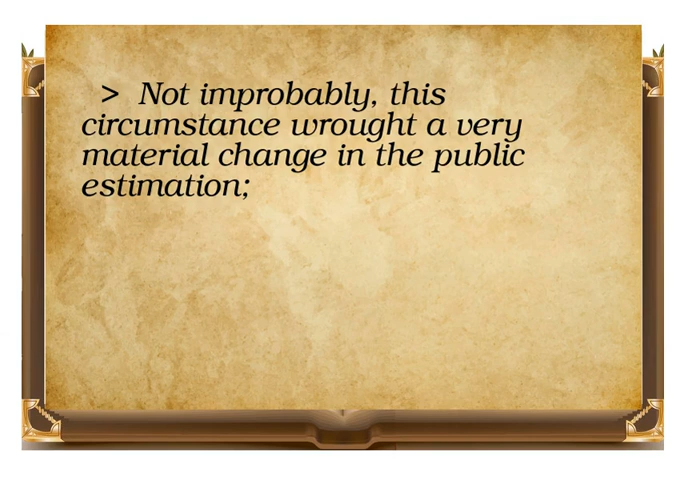 > Not improbably, this
circumstance wrought a very
material change in the public
estimation;